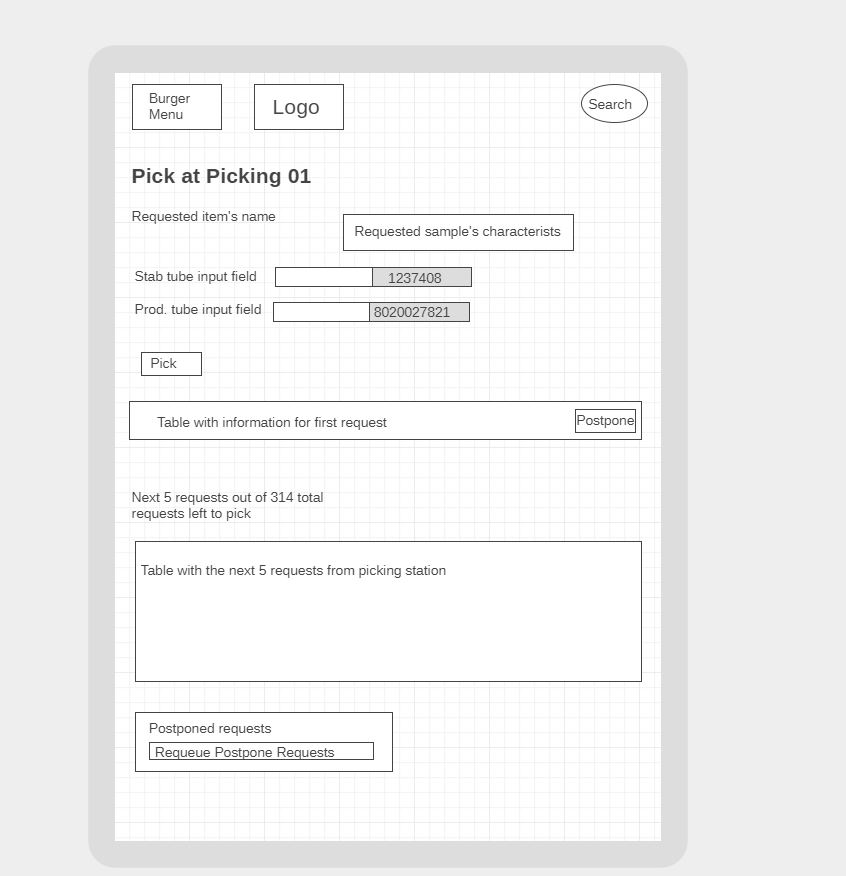 Burger
Menu
Logo
Search
Pick at Picking 01
Requested item's name
Requested sample's characterists
Stab tube input field
1237408
Prod. tube input field
8020027821
Pick
Table with information for first request
Postpone
Next 5 requests out of 314 total
requests left to pick
Table with the next 5 requests from picking station
Postponed requests
Requeue Postpone Requests